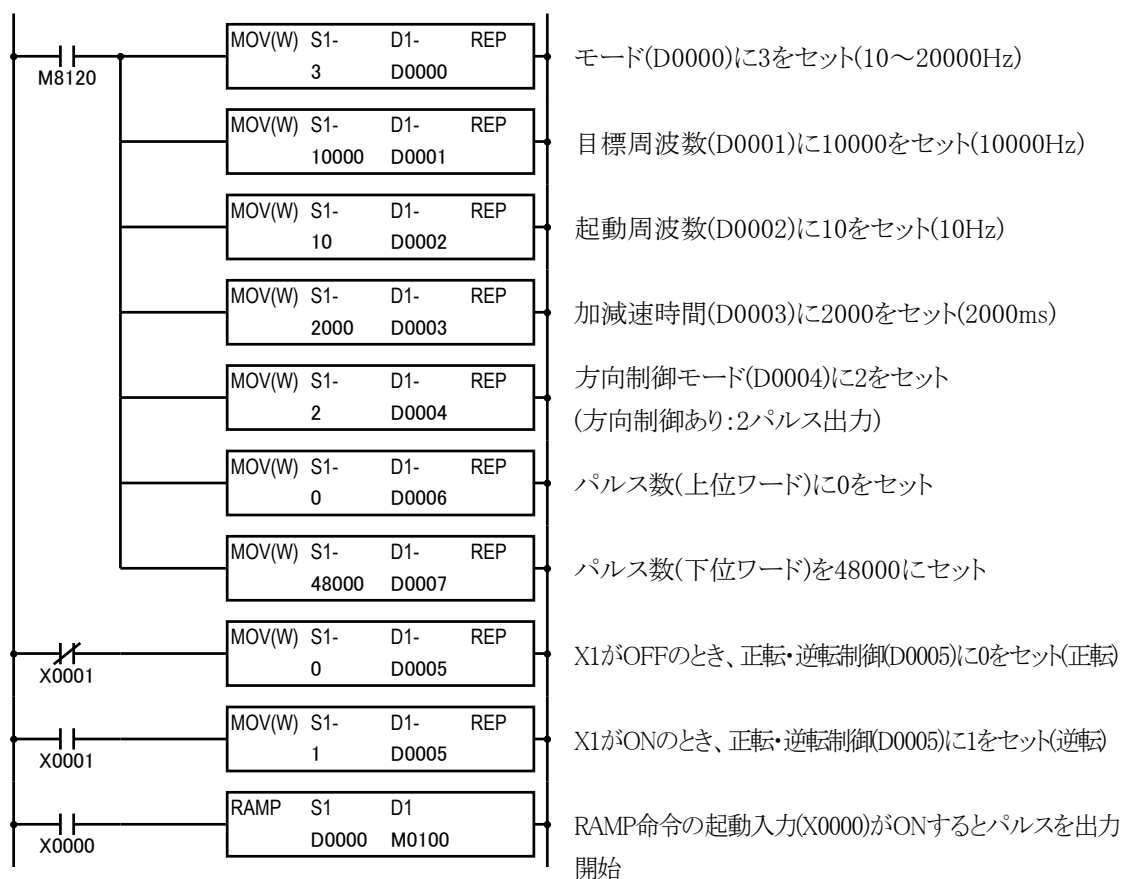 MOV(W) S1- D1- REP
3 D0000
M8120
モード(D0000)に3をセット(10～20000Hz)
MOV(W) S1- D1- REP
10000 D0001
目標周波数(D0001)に10000をセット(10000Hz)
MOV(W) S1- D1- REP
10 D0002
起動周波数(D0002)に10をセット(10Hz)
MOV(W) S1- D1- REP
2000 D0003
加減速時間(D0003)に2000をセット(2000ms)
MOV(W) S1- D1- REP
2 D0004
方向制御モード(D0004)に2をセット
(方向制御あり:2パルス出力)
MOV(W) S1- D1- REP
0 D0006
パルス数(上位ワード)に0をセット
MOV(W) S1- D1- REP
48000 D0007
パルス数(下位ワード)を48000にセット
MOV(W) S1- D1- REP
0 D0005
X0001
X1がOFFのとき、正転・逆転制御(D0005)に0をセット(正転)
MOV(W) S1- D1- REP
1 D0005
X0001
X1がONのとき、正転・逆転制御(D0005)に1をセット(逆転)
RAMP S1 D1
D0000 M0100
X0000
RAMP命令の起動入力(X0000)がONするとパルスを出力
開始